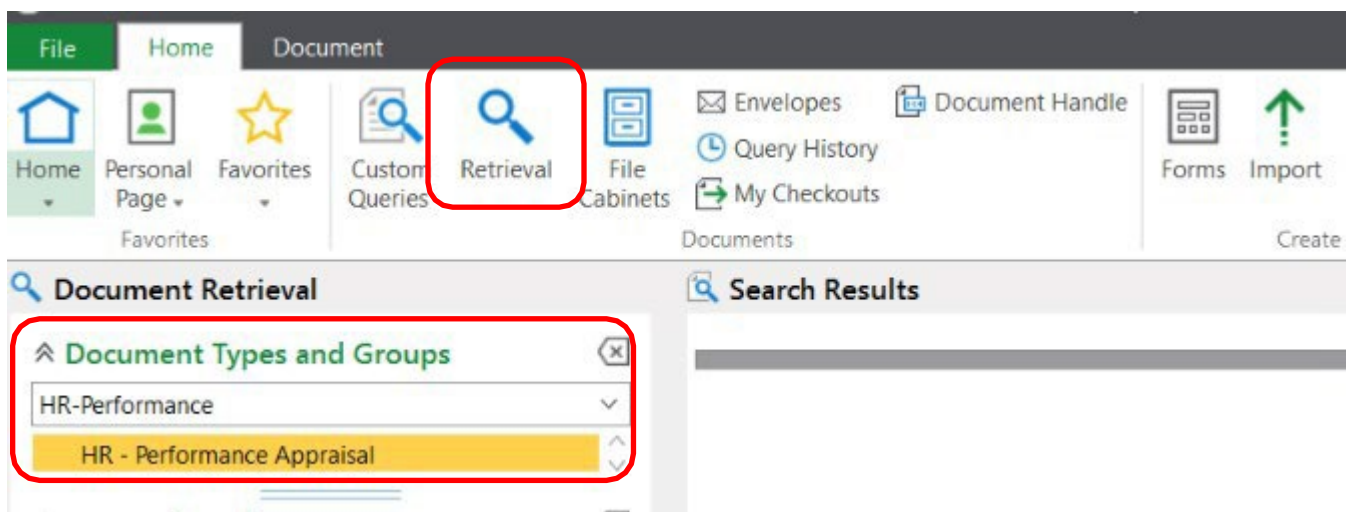 File Home Document
Home Personal Page Favorites Custom Queries Retrieval File Cabinets
Envelopes Document Handle
Query History
My Checkouts
Forms Import
Favorites Documents Create
Document Retrieval Search Results
Document Types and Groups
HR-Performance
HR - Performance Appraisal